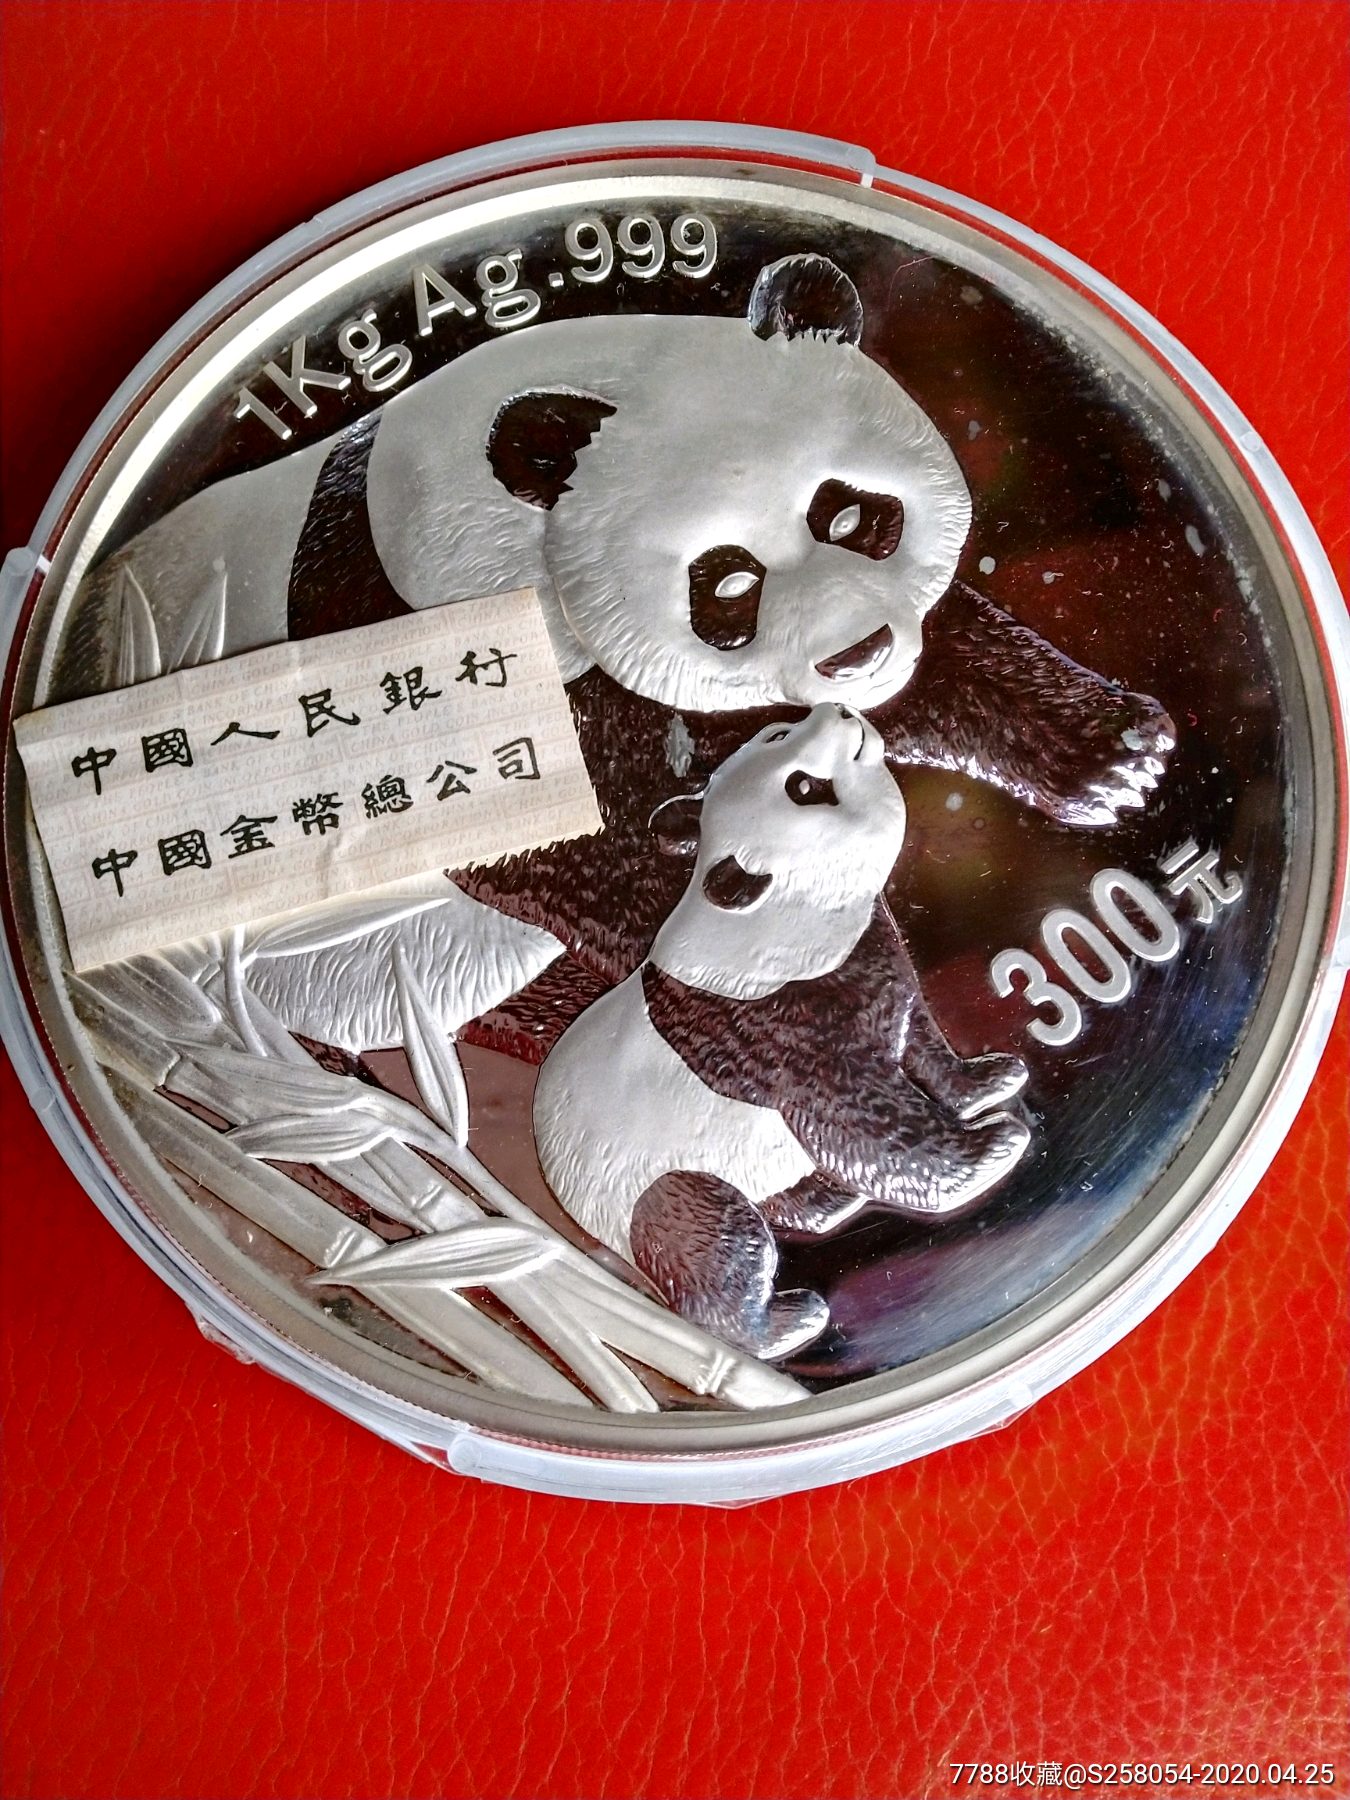 1Kg Ag.999
中國人民銀行
中國金幣總公司
300元
7788收藏@S258054-2020.04.25